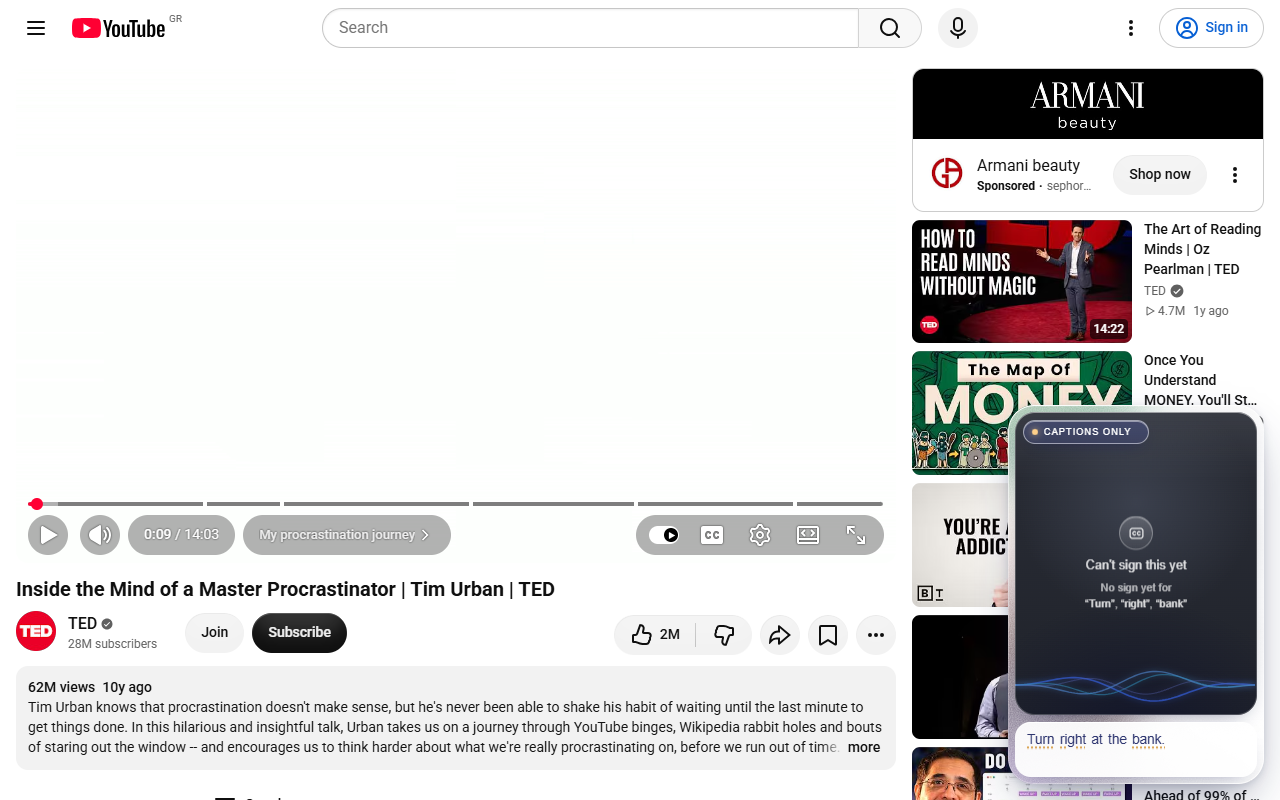 YouTube
GR
Search
Sign in
ARMANI
beauty
Armani beauty
Sponsored · sephor...
Shop now
HOW TO
READ MINDS
WITHOUT MAGIC
TED
14:22
The Art of Reading
Minds | Oz
Pearlman | TED
TED
4.7M 1y ago
The Map Of
MONEY
Once You
Understand
MONEY. You'll St...
0:09 / 14:03
My procrastination journey
CC
Inside the Mind of a Master Procrastinator | Tim Urban | TED
TED
TED
28M subscribers
Join
Subscribe
2M
62M views 10y ago
Tim Urban knows that procrastination doesn't make sense, but he's never been able to shake his habit of waiting until the last minute to
get things done. In this hilarious and insightful talk, Urban takes us on a journey through YouTube binges, Wikipedia rabbit holes and bouts
of staring out the window -- and encourages us to think harder about what we're really procrastinating on, before we run out of time. more
YOU'RE
ADDIC
B T
CAPTIONS ONLY
CC
Can't sign this yet
No sign yet for
“Turn”, “right”, “bank”
Turn right at the bank.
DO
Ahead of 99% of ...